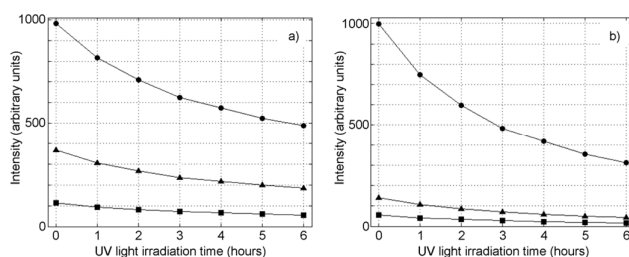 a)
1000
500
0
Intensity (arbitrary units)
0 1 2 3 4 5 6
UV light irradiation time (hours)
b)
1000
500
0
Intensity (arbitrary units)
0 1 2 3 4 5 6
UV light irradiation time (hours)